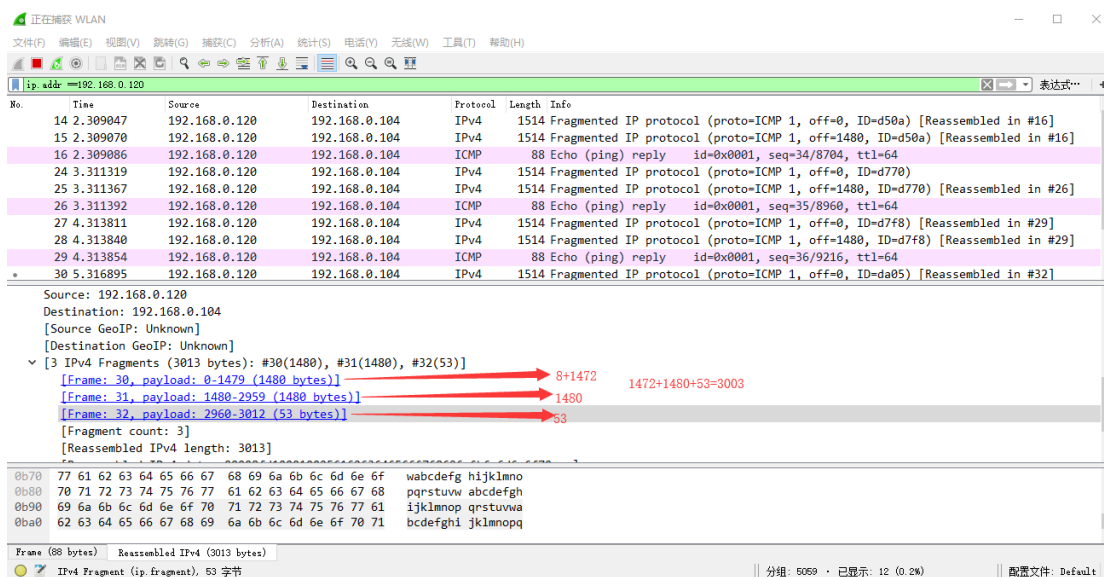 正在捕获 WLAN
文件(F) 编辑(E) 视图(V) 跳转(G) 捕获(C) 分析(A) 统计(S) 电话(Y) 无线(W) 工具(T) 帮助(H)
ip.addr ==192.168.0.120 表达式…
No. Time Source Destination Protocol Length Info
14 2.309047 192.168.0.120 192.168.0.104 IPv4 1514 Fragmented IP protocol (proto=ICMP 1, off=0, ID=d50a) [Reassembled in #16]
15 2.309070 192.168.0.120 192.168.0.104 IPv4 1514 Fragmented IP protocol (proto=ICMP 1, off=1480, ID=d50a) [Reassembled in #16]
16 2.309086 192.168.0.120 192.168.0.104 ICMP 88 Echo (ping) reply id=0x0001, seq=34/8704, ttl=64
24 3.311319 192.168.0.120 192.168.0.104 IPv4 1514 Fragmented IP protocol (proto=ICMP 1, off=0, ID=d770)
25 3.311367 192.168.0.120 192.168.0.104 IPv4 1514 Fragmented IP protocol (proto=ICMP 1, off=1480, ID=d770) [Reassembled in #26]
26 3.311392 192.168.0.120 192.168.0.104 ICMP 88 Echo (ping) reply id=0x0001, seq=35/8960, ttl=64
27 4.313811 192.168.0.120 192.168.0.104 IPv4 1514 Fragmented IP protocol (proto=ICMP 1, off=0, ID=d7f8) [Reassembled in #29]
28 4.313840 192.168.0.120 192.168.0.104 IPv4 1514 Fragmented IP protocol (proto=ICMP 1, off=1480, ID=d7f8) [Reassembled in #29]
29 4.313854 192.168.0.120 192.168.0.104 ICMP 88 Echo (ping) reply id=0x0001, seq=36/9216, ttl=64
30 5.316895 192.168.0.120 192.168.0.104 IPv4 1514 Fragmented IP protocol (proto=ICMP 1, off=0, ID=da05) [Reassembled in #32]
Source: 192.168.0.120
Destination: 192.168.0.104
[Source GeoIP: Unknown]
[Destination GeoIP: Unknown]
[3 IPv4 Fragments (3013 bytes): #30(1480), #31(1480), #32(53)]
[Frame: 30, payload: 0-1479 (1480 bytes)] 8+1472 1472+1480+53=3003
[Frame: 31, payload: 1480-2959 (1480 bytes)] 1480
[Frame: 32, payload: 2960-3012 (53 bytes)] 53
[Fragment count: 3]
[Reassembled IPv4 length: 3013]
0b70 77 61 62 63 64 65 66 67 68 69 6a 6b 6c 6d 6e 6f wabcdefg hijklmno
0b80 70 71 72 73 74 75 76 77 61 62 63 64 65 66 67 68 pqrstuvw abcdefgh
0b90 69 6a 6b 6c 6d 6e 6f 70 71 72 73 74 75 76 77 61 ijklmnop qrstuvwa
0ba0 62 63 64 65 66 67 68 69 6a 6b 6c 6d 6e 6f 70 71 bcdefghi jklmnopq
Frame (88 bytes) Reassembled IPv4 (3013 bytes)
IPv4 Fragment (ip.fragment), 53 字节 分组: 5059 · 已显示: 12 (0.2%) 配置文件: Default